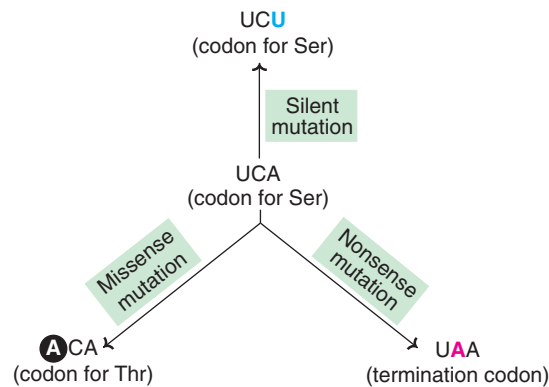 UCU
(codon for Ser)
Silent
mutation
UCA
(codon for Ser)
Missense
mutation
Nonsense
mutation
ACA
(codon for Thr)
UAA
(termination codon)